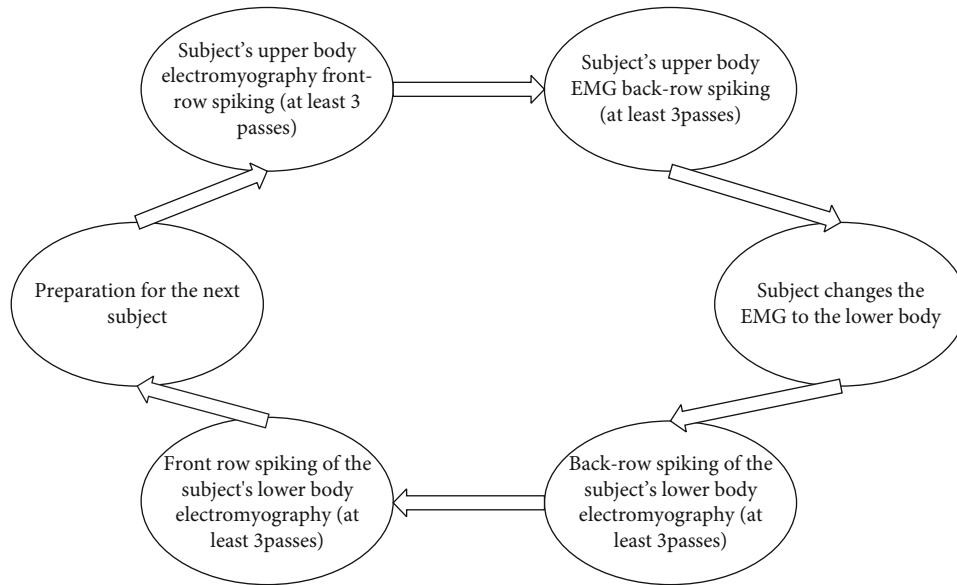 Subject’s upper body
electromyography front-
row spiking (at least 3
passes)
Subject’s upper body
EMG back-row spiking
(at least 3passes)
Preparation for the next
subject
Subject changes the
EMG to the lower body
Front row spiking of the
subject's lower body
electromyography (at
least 3passes)
Back-row spiking of the
subject’s lower body
electromyography (at
least 3passes)